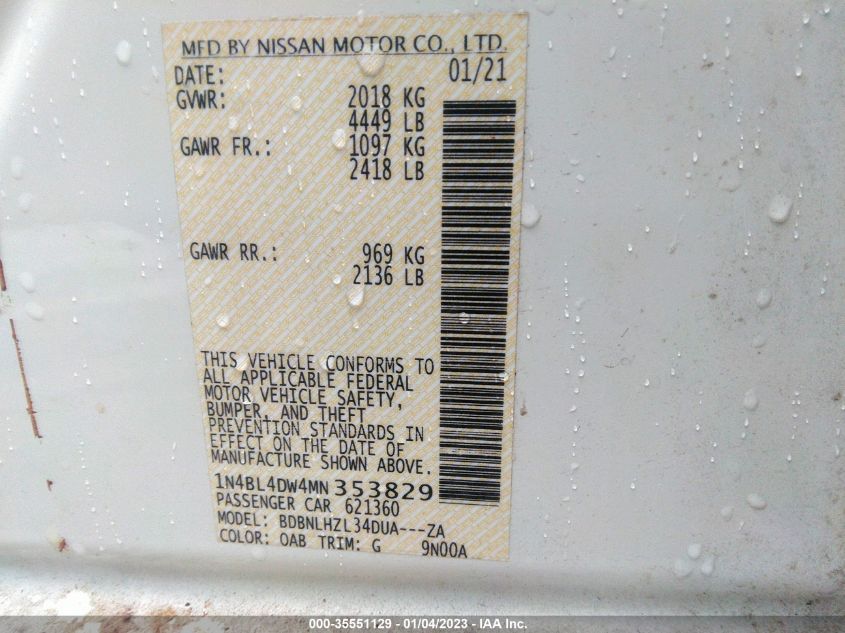 MFD BY NISSAN MOTOR CO., LTD.
DATE: 01/21
GVWR: 2018 KG
4449 LB
GAWR FR.: 1097 KG
2418 LB
GAWR RR.: 969 KG
2136 LB
THIS VEHICLE CONFORMS TO
ALL APPLICABLE FEDERAL
MOTOR VEHICLE SAFETY,
BUMPER, AND THEFT
PREVENTION STANDARDS IN
EFFECT ON THE DATE OF
MANUFACTURE SHOWN ABOVE.
1N4BL4DW4MN353829
PASSENGER CAR 621360
MODEL: BDBNLHZL34DUA---ZA
COLOR: QAB TRIM: G 9N00A
000-35551129 - 01/04/2023 - IAA Inc.